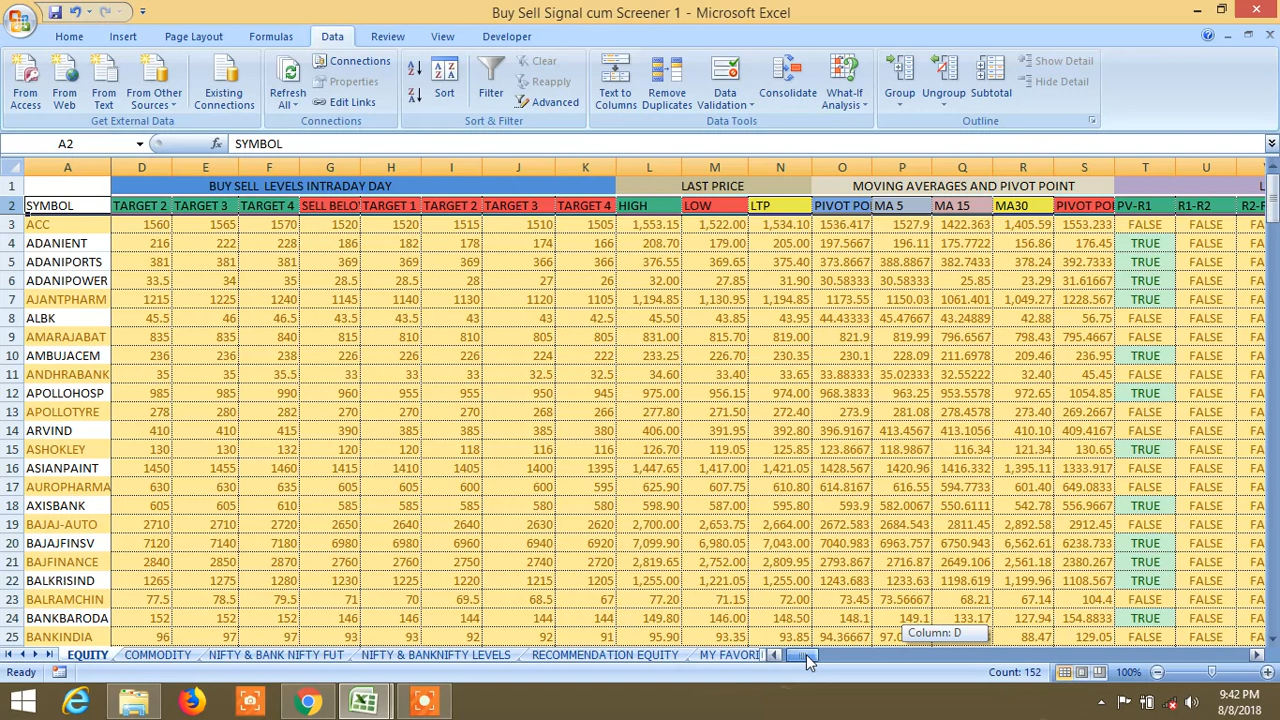 Buy Sell Signal cum Screener 1 - Microsoft Excel
Home Insert Page Layout Formulas Data Review View Developer
From Access From Web From Text From Other Sources Existing Connections Refresh All Connections Properties Edit Links Sort Filter Clear Reapply Advanced Text to Columns Remove Duplicates Data Validation Consolidate What-If Analysis Group Ungroup Subtotal Show Detail Hide Detail
Get External Data Connections Sort & Filter Data Tools Outline
A2 fx SYMBOL
A D E F G H I J K L M N O P Q R S T U
1 BUY SELL LEVELS INTRADAY DAY LAST PRICE MOVING AVERAGES AND PIVOT POINT L
2 SYMBOL TARGET 2 TARGET 3 TARGET 4 SELL BELO TARGET 1 TARGET 2 TARGET 3 TARGET 4 HIGH LOW LTP PIVOT PO MA 5 MA 15 MA30 PIVOT POI PV-R1 R1-R2 R2-F
3 ACC 1560 1565 1570 1520 1520 1515 1510 1505 1,553.15 1,522.00 1,534.10 1536.417 1527.9 1422.363 1,405.59 1553.233 FALSE FALSE FA
4 ADANIENT 216 222 228 186 182 178 174 166 208.70 179.00 205.00 197.5667 196.11 175.7722 156.86 176.45 TRUE FALSE FA
5 ADANIPORTS 381 381 381 369 369 369 366 366 376.55 369.65 375.40 373.8667 388.8867 382.7433 378.24 392.7333 TRUE FALSE FA
6 ADANIPOWER 33.5 34 35 28.5 28.5 28 27 26 32.00 27.85 31.90 30.58333 30.58333 25.85 23.29 31.61667 TRUE FALSE FA
7 AJANTPHARM 1215 1225 1240 1145 1140 1130 1120 1105 1,194.85 1,130.95 1,194.85 1173.55 1150.03 1061.401 1,049.27 1228.567 TRUE FALSE FA
8 ALBK 45.5 46 46.5 43.5 43.5 43 43 42.5 45.50 43.85 43.95 44.43333 45.47667 43.24889 42.88 56.75 FALSE FALSE FA
9 AMARAJABAT 835 835 840 815 815 810 805 805 831.00 815.70 827.70 821.9 819.99 796.6567 798.43 795.4667 FALSE FALSE FA
10 AMBUJACEM 236 236 238 226 226 226 224 222 233.25 226.70 230.35 230.1 228.09 211.6978 209.46 236.95 TRUE FALSE FA
11 ANDHRABANK 35 35 35.5 33 33 33 32.5 32.5 34.60 33.40 33.65 33.88333 33.65333 32.55222 32.40 45.45 FALSE FALSE FA
12 APOLLOHOSP 985 985 990 955 955 955 950 945 975.00 956.15 974.00 968.3833 963.25 953.5578 972.65 1054.85 TRUE FALSE FA
13 APOLLOTYRE 278 280 282 270 270 270 268 266 277.80 271.50 272.40 273.9 281.08 278.4578 273.40 269.2667 FALSE FALSE FA
14 ARVIND 410 410 415 390 385 385 385 380 406.00 391.95 392.80 396.9167 413.4567 413.1056 410.10 409.4167 FALSE FALSE FA
15 ASHOKLEY 130 130 132 120 120 118 116 116 126.70 119.05 125.85 123.8667 118.9867 116.34 121.34 130.65 TRUE FALSE FA
16 ASIANPAINT 1450 1455 1460 1415 1410 1405 1400 1395 1,447.65 1,417.00 1,421.05 1428.567 1420.96 1416.332 1,395.11 1333.917 FALSE FALSE FA
17 AUROPHARMA 630 630 635 605 605 605 600 595 625.90 607.75 610.80 614.8167 616.55 594.7733 601.40 649.0833 FALSE FALSE FA
18 AXISBANK 605 605 610 585 585 585 580 580 598.90 587.00 595.80 593.9 582.0067 560.6511 542.78 556.9667 TRUE FALSE FA
19 BAJAJ-AUTO 2710 2710 2720 2650 2640 2640 2630 2620 2,700.00 2,653.75 2,664.00 2672.583 2684.543 2811.45 2,892.58 2912.45 FALSE FALSE FA
20 BAJAJFINSV 7120 7140 7180 6980 6960 6940 6920 6900 7,099.90 6,980.05 7,043.00 7040.983 6963.757 6750.943 6,562.61 6238.733 TRUE FALSE FA
21 BAJFINANCE 2840 2850 2870 2760 2760 2740 2730 2720 2,819.65 2,752.00 2,809.95 2793.867 2716.87 2649.106 2,561.18 2380.267 TRUE FALSE FA
22 BALKRISIND 1265 1275 1280 1230 1225 1220 1215 1205 1,255.00 1,221.05 1,255.00 1243.683 1233.63 1198.619 1,199.96 1108.567 TRUE FALSE FA
23 BALRAMCHIN 77.5 78.5 79.5 71 70 69.5 68.5 67 77.20 71.15 72.00 73.45 73.56667 68.21 67.14 104.4 FALSE FALSE FA
24 BANKBARODA 152 152 152 146 146 144 144 144 149.80 146.00 148.50 148.1 149.1 133.17 127.94 154.8833 TRUE FALSE FA
25 BANKINDIA 96 97 97 93 93 92 92 91 95.90 93.35 93.85 94.36667 88.47 129.05 FALSE FALSE FA
Column: D
EQUITY COMMODITY NIFTY & BANK NIFTY FUT NIFTY & BANKNIFTY LEVELS RECOMMENDATION EQUITY MY FAVORI
Ready Count: 152 100%
9:42 PM
8/8/2018